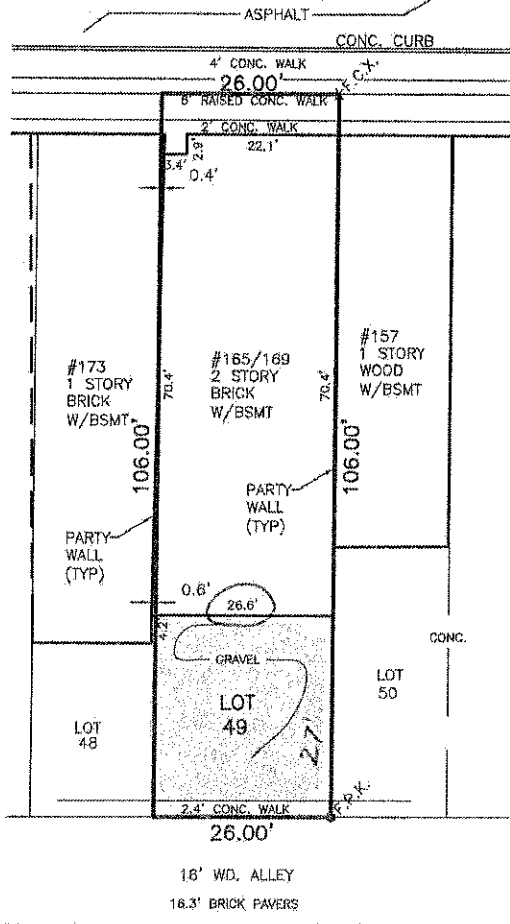 ASPHALT
CONC. CURB
4' CONC. WALK
26.00'
F.C.X.
6' RAISED CONC. WALK
2' CONC. WALK
3.4'
2.9'
22.1'
0.4'
#173
1 STORY
BRICK
W/BSMT
#165/169
2 STORY
BRICK
W/BSMT
#157
1 STORY
WOOD
W/BSMT
70.4'
70.4'
106.00'
106.00'
PARTY
WALL
(TYP)
PARTY
WALL
(TYP)
0.6'
26.6'
4.2'
GRAVEL
CONC.
LOT
49
LOT
50
LOT
48
27'
F.P.K.
2.4' CONC. WALK
26.00'
16' WD. ALLEY
16.3' BRICK PAVERS